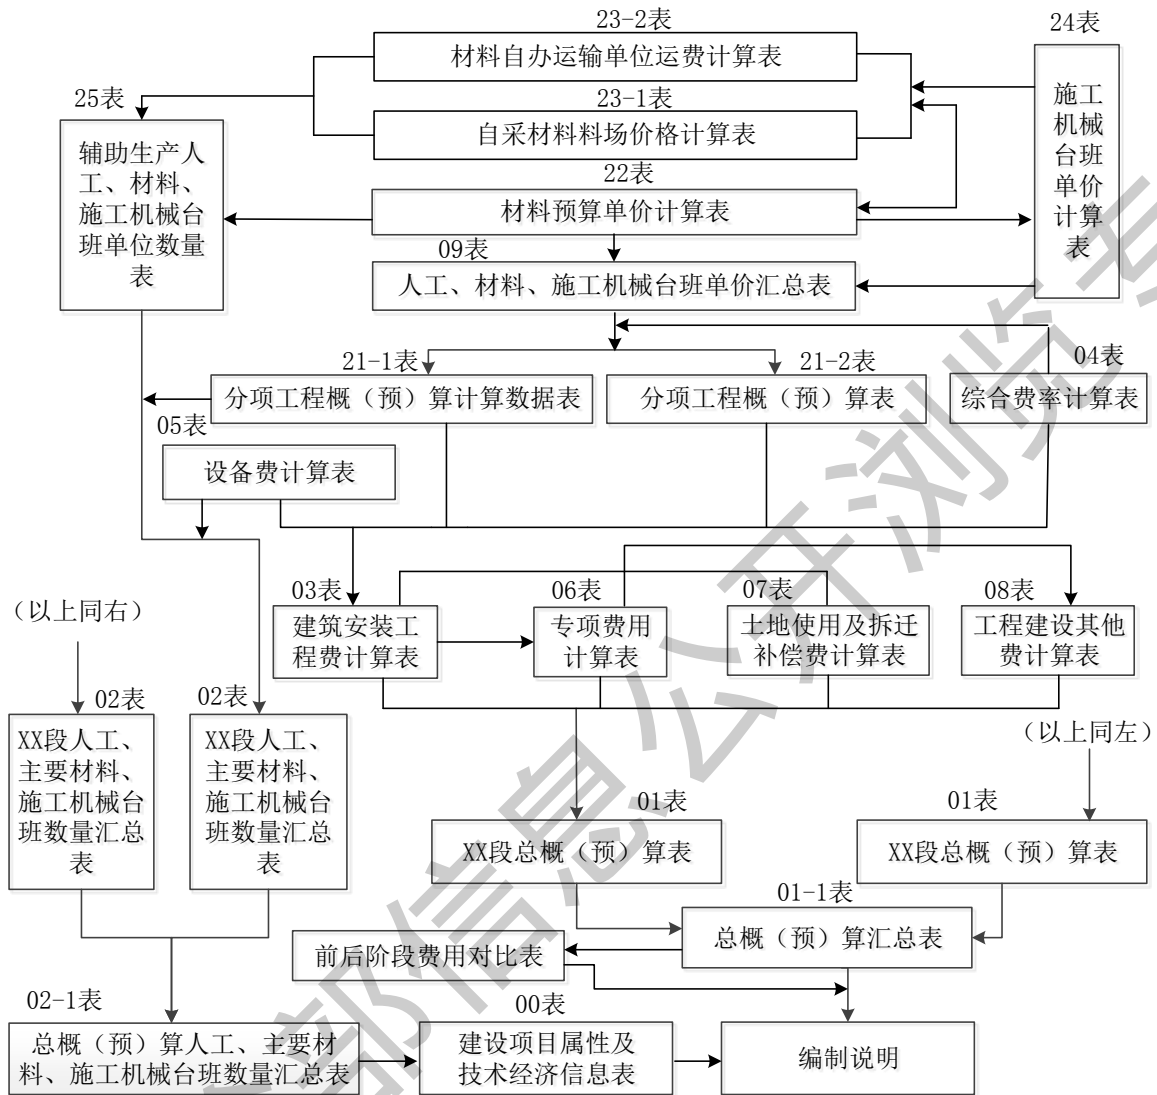 23-2表
24表
材料自办运输单位运费计算表
25表
23-1表
自采材料料场价格计算表
施工
机械
台班
单价
计算
表
辅助生产人
工、材料、
施工机械台
班单位数量
表
22表
材料预算单价计算表
09表
人工、材料、施工机械台班单价汇总表
21-1表
21-2表
04表
分项工程概（预）算计算数据表
分项工程概（预）算表
综合费率计算表
05表
设备费计算表
（以上同右）
03表
06表
07表
08表
建筑安装工
程费计算表
专项费用
计算表
土地使用及拆迁
补偿费计算表
工程建设其他
费计算表
02表
02表
XX段人工、
主要材料、
施工机械台
班数量汇总
表
XX段人工、
主要材料、
施工机械台
班数量汇总
表
（以上同左）
01表
01表
XX段总概（预）算表
XX段总概（预）算表
01-1表
总概（预）算汇总表
前后阶段费用对比表
02-1表
00表
总概（预）算人工、主要材
料、施工机械台班数量汇总表
建设项目属性及
技术经济信息表
编制说明
部信息公开浏览专